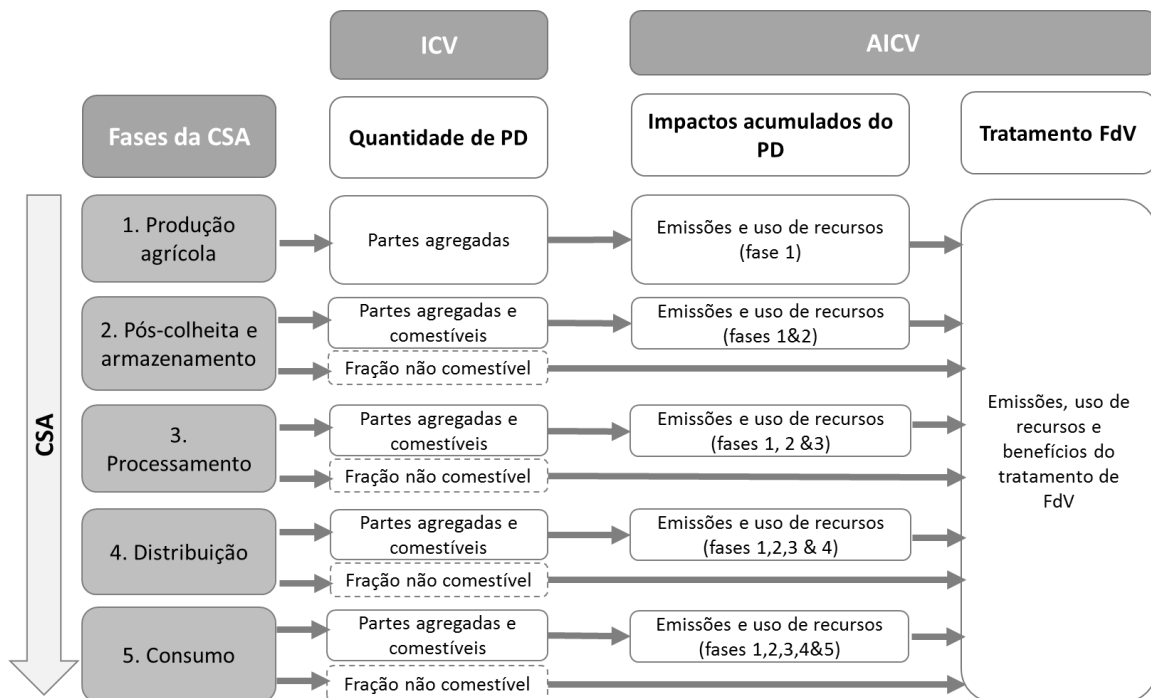 ICV
AICV
Fases da CSA
Quantidade de PD
Impactos acumulados do
PD
Tratamento FdV
CSA
1. Produção
agrícola
Partes agregadas
Emissões e uso de recursos
(fase 1)
2. Pós-colheita e
armazenamento
Partes agregadas e
comestíveis
Emissões e uso de recursos
(fases 1&2)
Fração não comestível
3.
Processamento
Partes agregadas e
comestíveis
Emissões e uso de recursos
(fases 1, 2 &3)
Fração não comestível
4. Distribuição
Partes agregadas e
comestíveis
Emissões e uso de recursos
(fases 1,2,3 & 4)
Fração não comestível
5. Consumo
Partes agregadas e
comestíveis
Emissões e uso de recursos
(fases 1,2,3,4&5)
Fração não comestível
Emissões, uso de
recursos e
benefícios do
tratamento de
FdV